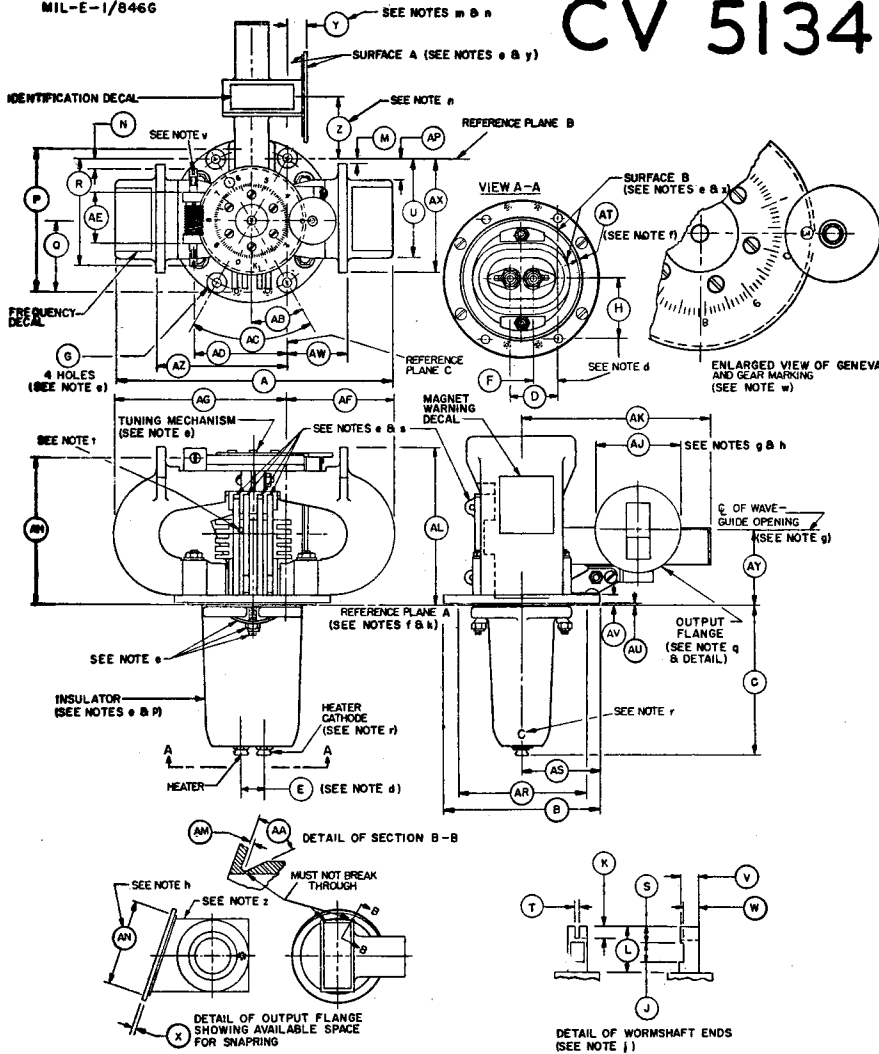 MIL-E-1/846G
CV 5134
Y
SEE NOTES m & n
SURFACE A (SEE NOTES e & y)
IDENTIFICATION DECAL
SEE NOTE n
Z
N
SEE NOTE v
M
AP
REFERENCE PLANE B
R
P
AE
Q
U
AX
VIEW A-A
SURFACE B
(SEE NOTES e & z)
AT
(SEE NOTE f)
H
FREQUENCY
DECAL
AB
AC
G
AD
AW
AZ
REFERENCE
PLANE C
4 HOLES
(SEE NOTE e)
A
SEE NOTE d
F
D
ENLARGED VIEW OF GENEVA
AND GEAR MARKING
(SEE NOTE w)
8
9
0
AG
AF
TUNING MECHANISM
(SEE NOTE e)
SEE NOTES e & s
MAGNET
WARNING
DECAL
AK
AJ
SEE NOTES g & h
SEE NOTE t
AH
AL
℄ OF WAVE-
GUIDE OPENING
(SEE NOTE g)
AY
REFERENCE PLANE A
(SEE NOTES f & k)
AV
AU
OUTPUT
FLANGE
(SEE NOTE q
& DETAIL)
SEE NOTE e
C
INSULATOR
(SEE NOTES e & p)
HEATER
CATHODE
(SEE NOTE r)
C
SEE NOTE r
A
A
HEATER
E
(SEE NOTE d)
AS
AR
B
AM
AA
DETAIL OF SECTION B-B
MUST NOT BREAK
THROUGH
SEE NOTE h
SEE NOTE z
AN
B
B
X
DETAIL OF OUTPUT FLANGE
SHOWING AVAILABLE SPACE
FOR SNAPRING
K
S
V
T
W
L
J
DETAIL OF WORMSHAFT ENDS
(SEE NOTE j)